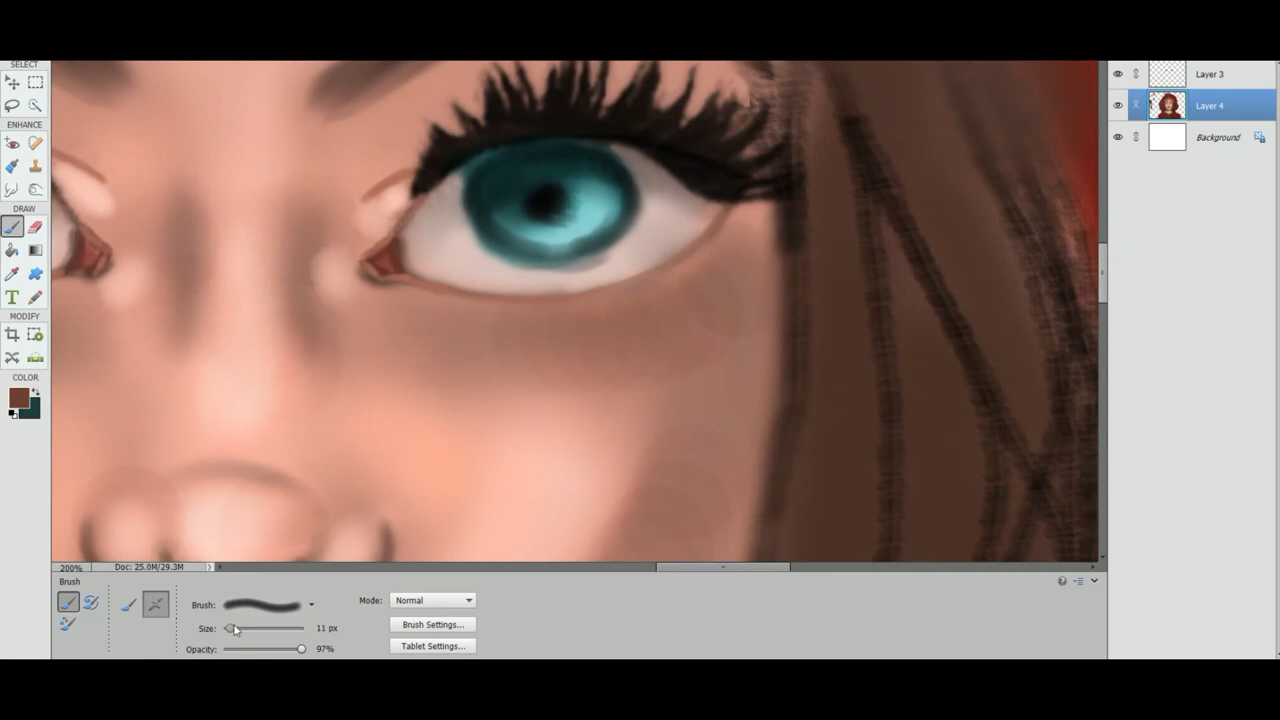 SELECT
ENHANCE
DRAW
T
MODIFY
COLOR
Layer 3
Layer 4
Background
200%
Doc: 25.0M/29.3M
Brush
Brush:
Size:
11 px
Opacity:
97%
Mode:
Normal
Brush Settings...
Tablet Settings...